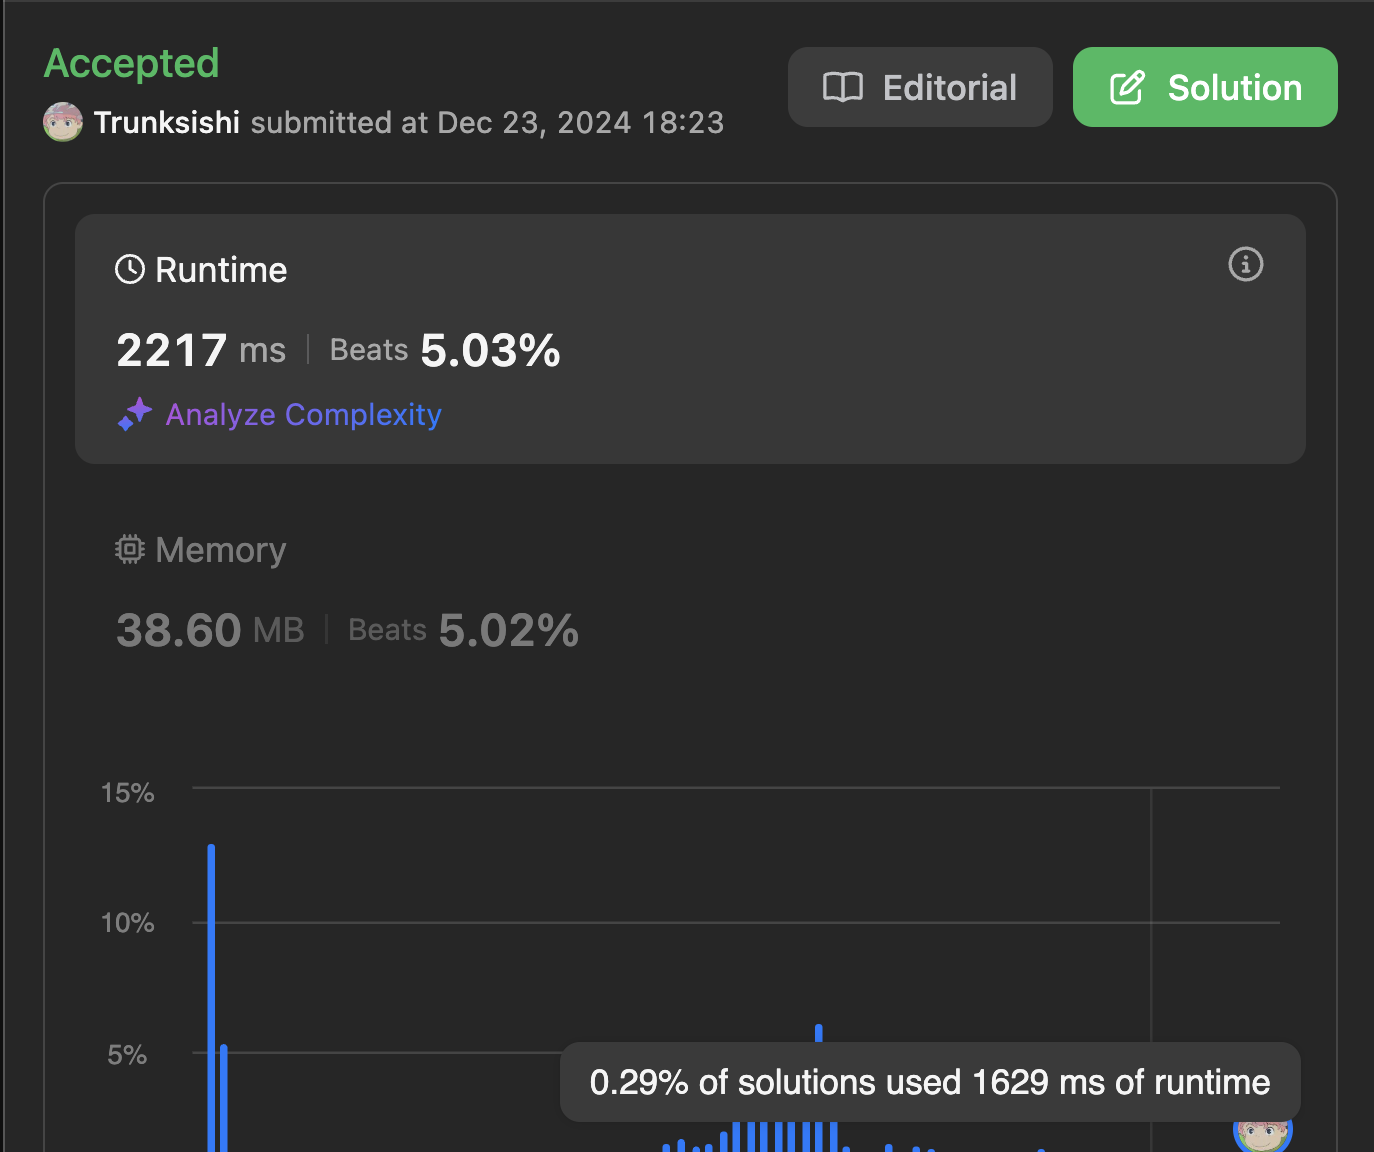 Accepted
Editorial
Solution
Trunksishi submitted at Dec 23, 2024 18:23
Runtime
2217 ms | Beats 5.03%
Analyze Complexity
Memory
38.60 MB | Beats 5.02%
15%
10%
5%
0.29% of solutions used 1629 ms of runtime